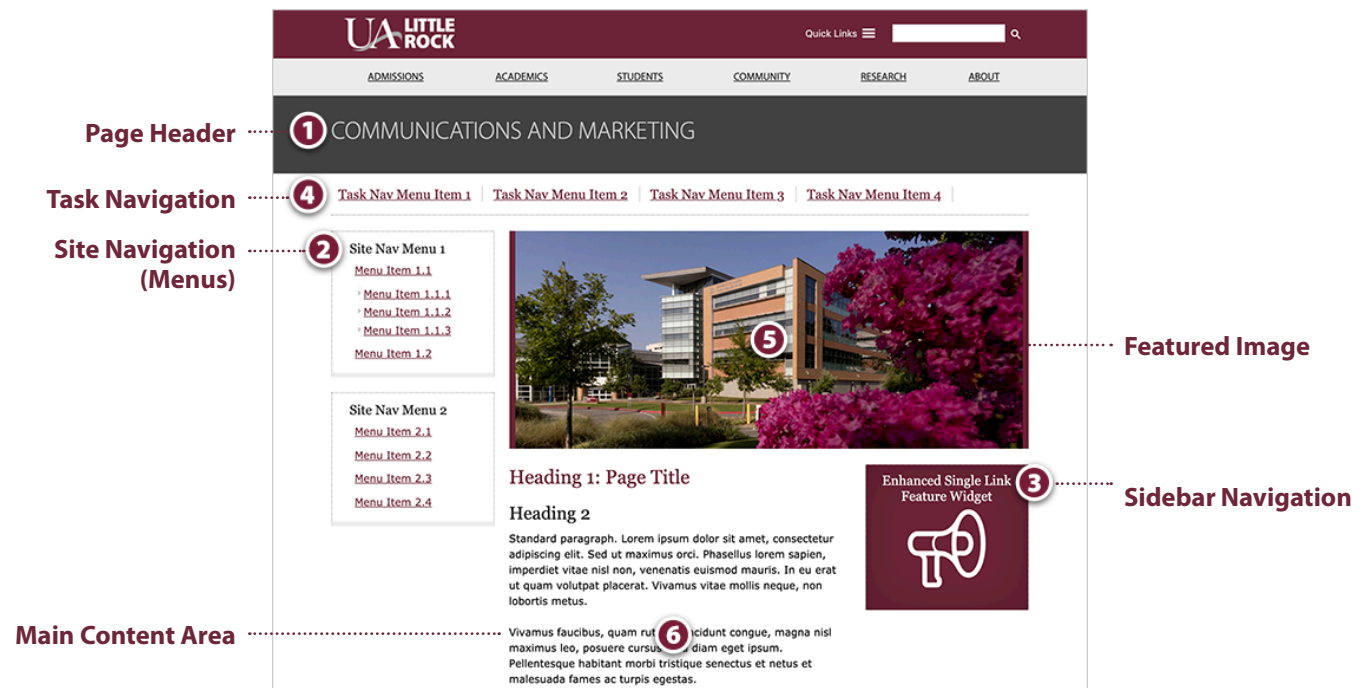 UA LITTLE
ROCK
Quick Links
ADMISSIONS ACADEMICS STUDENTS COMMUNITY RESEARCH ABOUT
Page Header
1 COMMUNICATIONS AND MARKETING
Task Navigation
4 Task Nav Menu Item 1 Task Nav Menu Item 2 Task Nav Menu Item 3 Task Nav Menu Item 4
Site Navigation
(Menus)
2 Site Nav Menu 1
Menu Item 1.1
Menu Item 1.1.1
Menu Item 1.1.2
Menu Item 1.1.3
Menu Item 1.2
Site Nav Menu 2
Menu Item 2.1
Menu Item 2.2
Menu Item 2.3
Menu Item 2.4
5
Featured Image
Heading 1: Page Title
Heading 2
Standard paragraph. Lorem ipsum dolor sit amet, consectetur
adipiscing elit. Sed ut maximus orci. Phasellus lorem sapien,
imperdiet vitae nisl non, venenatis euismod mauris. In eu erat
ut quam volutpat placerat. Vivamus vitae mollis neque, non
lobortis metus.
Enhanced Single Link
Feature Widget
3
Sidebar Navigation
Main Content Area
Vivamus faucibus, quam 6 congue, magna nisl
maximus leo, posuere diam eget ipsum.
Pellentesque habitant morbi tristique senectus et netus et
malesuada fames ac turpis egestas.